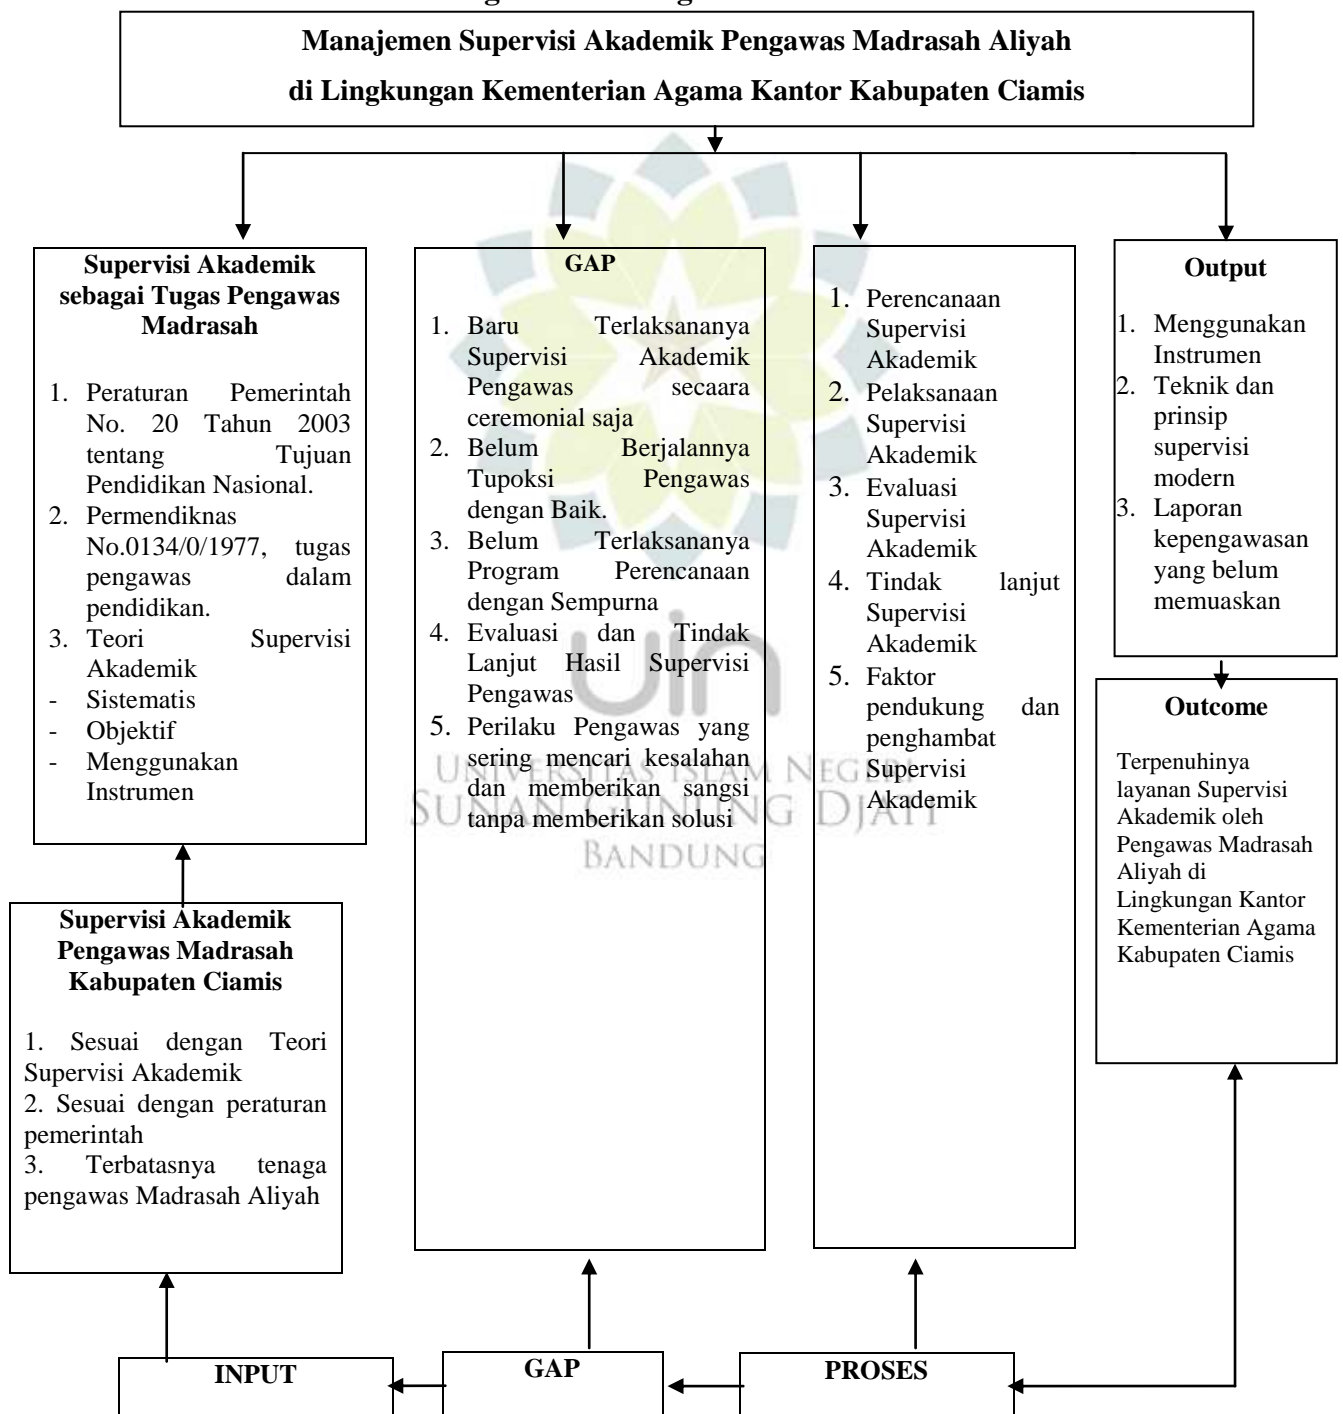 Manajemen Supervisi Akademik Pengawas Madrasah Aliyah
di Lingkungan Kementerian Agama Kantor Kabupaten Ciamis
Supervisi Akademik
sebagai Tugas Pengawas
Madrasah
1. Peraturan Pemerintah
No. 20 Tahun 2003
tentang Tujuan
Pendidikan Nasional.
2. Permendiknas
No.0134/0/1977, tugas
pengawas dalam
pendidikan.
3. Teori Supervisi
Akademik
- Sistematis
- Objektif
- Menggunakan
Instrumen
Supervisi Akademik
Pengawas Madrasah
Kabupaten Ciamis
1. Sesuai dengan Teori
Supervisi Akademik
2. Sesuai dengan peraturan
pemerintah
3. Terbatasnya tenaga
pengawas Madrasah Aliyah
GAP
1. Baru Terlaksananya
Supervisi Akademik
Pengawas secaara
ceremonial saja
2. Belum Berjalannya
Tupoksi Pengawas
dengan Baik.
3. Belum Terlaksananya
Program Perencanaan
dengan Sempurna
4. Evaluasi dan Tindak
Lanjut Hasil Supervisi
Pengawas
5. Perilaku Pengawas yang
sering mencari kesalahan
dan memberikan sangsi
tanpa memberikan solusi
1. Perencanaan
Supervisi
Akademik
2. Pelaksanaan
Supervisi
Akademik
3. Evaluasi
Supervisi
Akademik
4. Tindak lanjut
Supervisi
Akademik
5. Faktor
pendukung dan
penghambat
Supervisi
Akademik
Output
1. Menggunakan
Instrumen
2. Teknik dan
prinsip
supervisi
modern
3. Laporan
kepengawasan
yang belum
memuaskan
Outcome
Terpenuhinya
layanan Supervisi
Akademik oleh
Pengawas Madrasah
Aliyah di
Lingkungan Kantor
Kementerian Agama
Kabupaten Ciamis
uin
UNIVERSITAS ISLAM NEGERI
SUNAN GUNUNG DJATI
BANDUNG
INPUT
GAP
PROSES